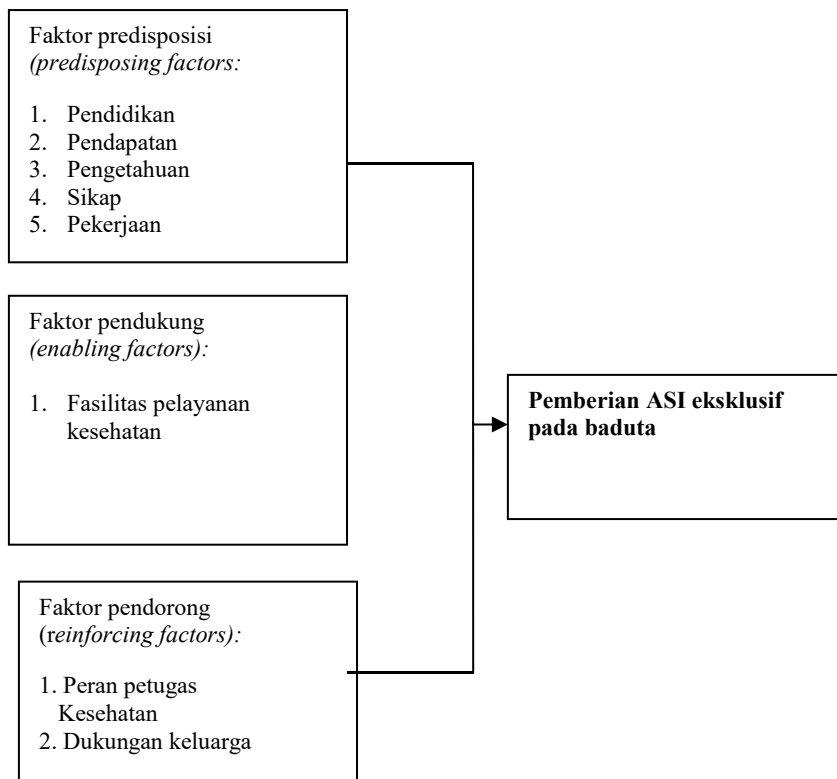 Faktor predisposisi
(predisposing factors:
1. Pendidikan
2. Pendapatan
3. Pengetahuan
4. Sikap
5. Pekerjaan
Faktor pendukung
(enabling factors):
1. Fasilitas pelayanan
kesehatan
Pemberian ASI eksklusif
pada baduta
Faktor pendorong
(reinforcing factors):
1. Peran petugas
Kesehatan
2. Dukungan keluarga